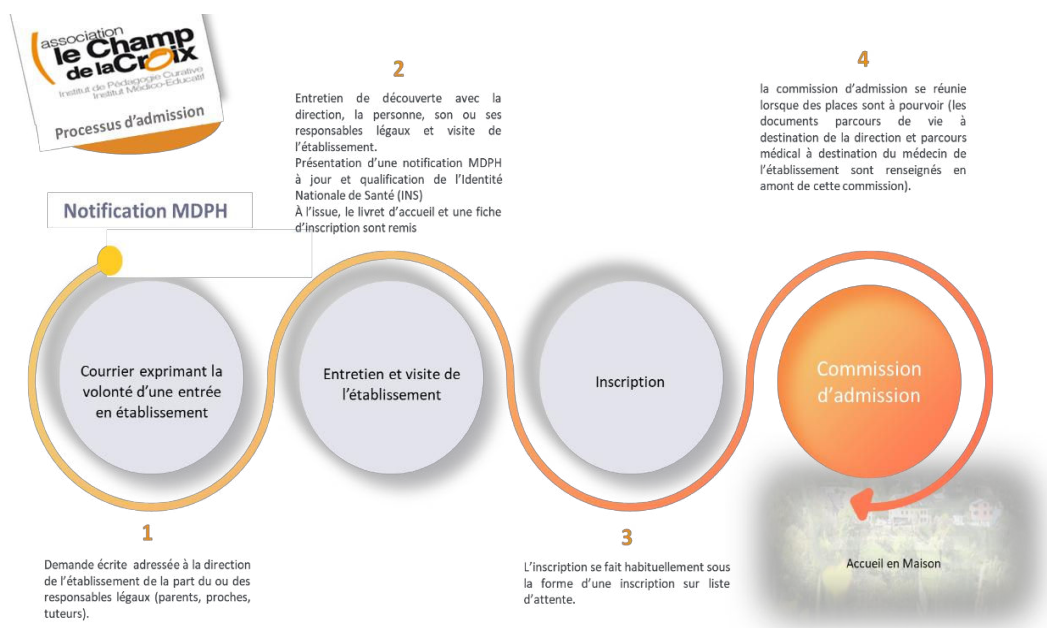 association
le Champ
de la Croix
Institut de Pédagogie Curative
Institut Médico-Educatif
Processus d’admission
Notification MDPH
Courrier exprimant la
volonté d’une entrée
en établissement
1
Demande écrite adressée à la direction
de l’établissement de la part du ou des
responsables légaux (parents, proches,
tuteurs).
2
Entretien de découverte avec la
direction, la personne, son ou ses
responsables légaux et visite de
l’établissement.
Présentation d’une notification MDPH
à jour et qualification de l’Identité
Nationale de Santé (INS)
À l’issue, le livret d’accueil et une fiche
d’inscription sont remis
Entretien et visite de
l’établissement
Inscription
3
L’inscription se fait habituellement sous
la forme d’une inscription sur liste
d’attente.
4
la commission d’admission se réunie
lorsque des places sont à pourvoir (les
documents parcours de vie à
destination de la direction et parcours
médical à destination du médecin de
l’établissement sont renseignés en
amont de cette commission).
Commission
d’admission
Accueil en Maison